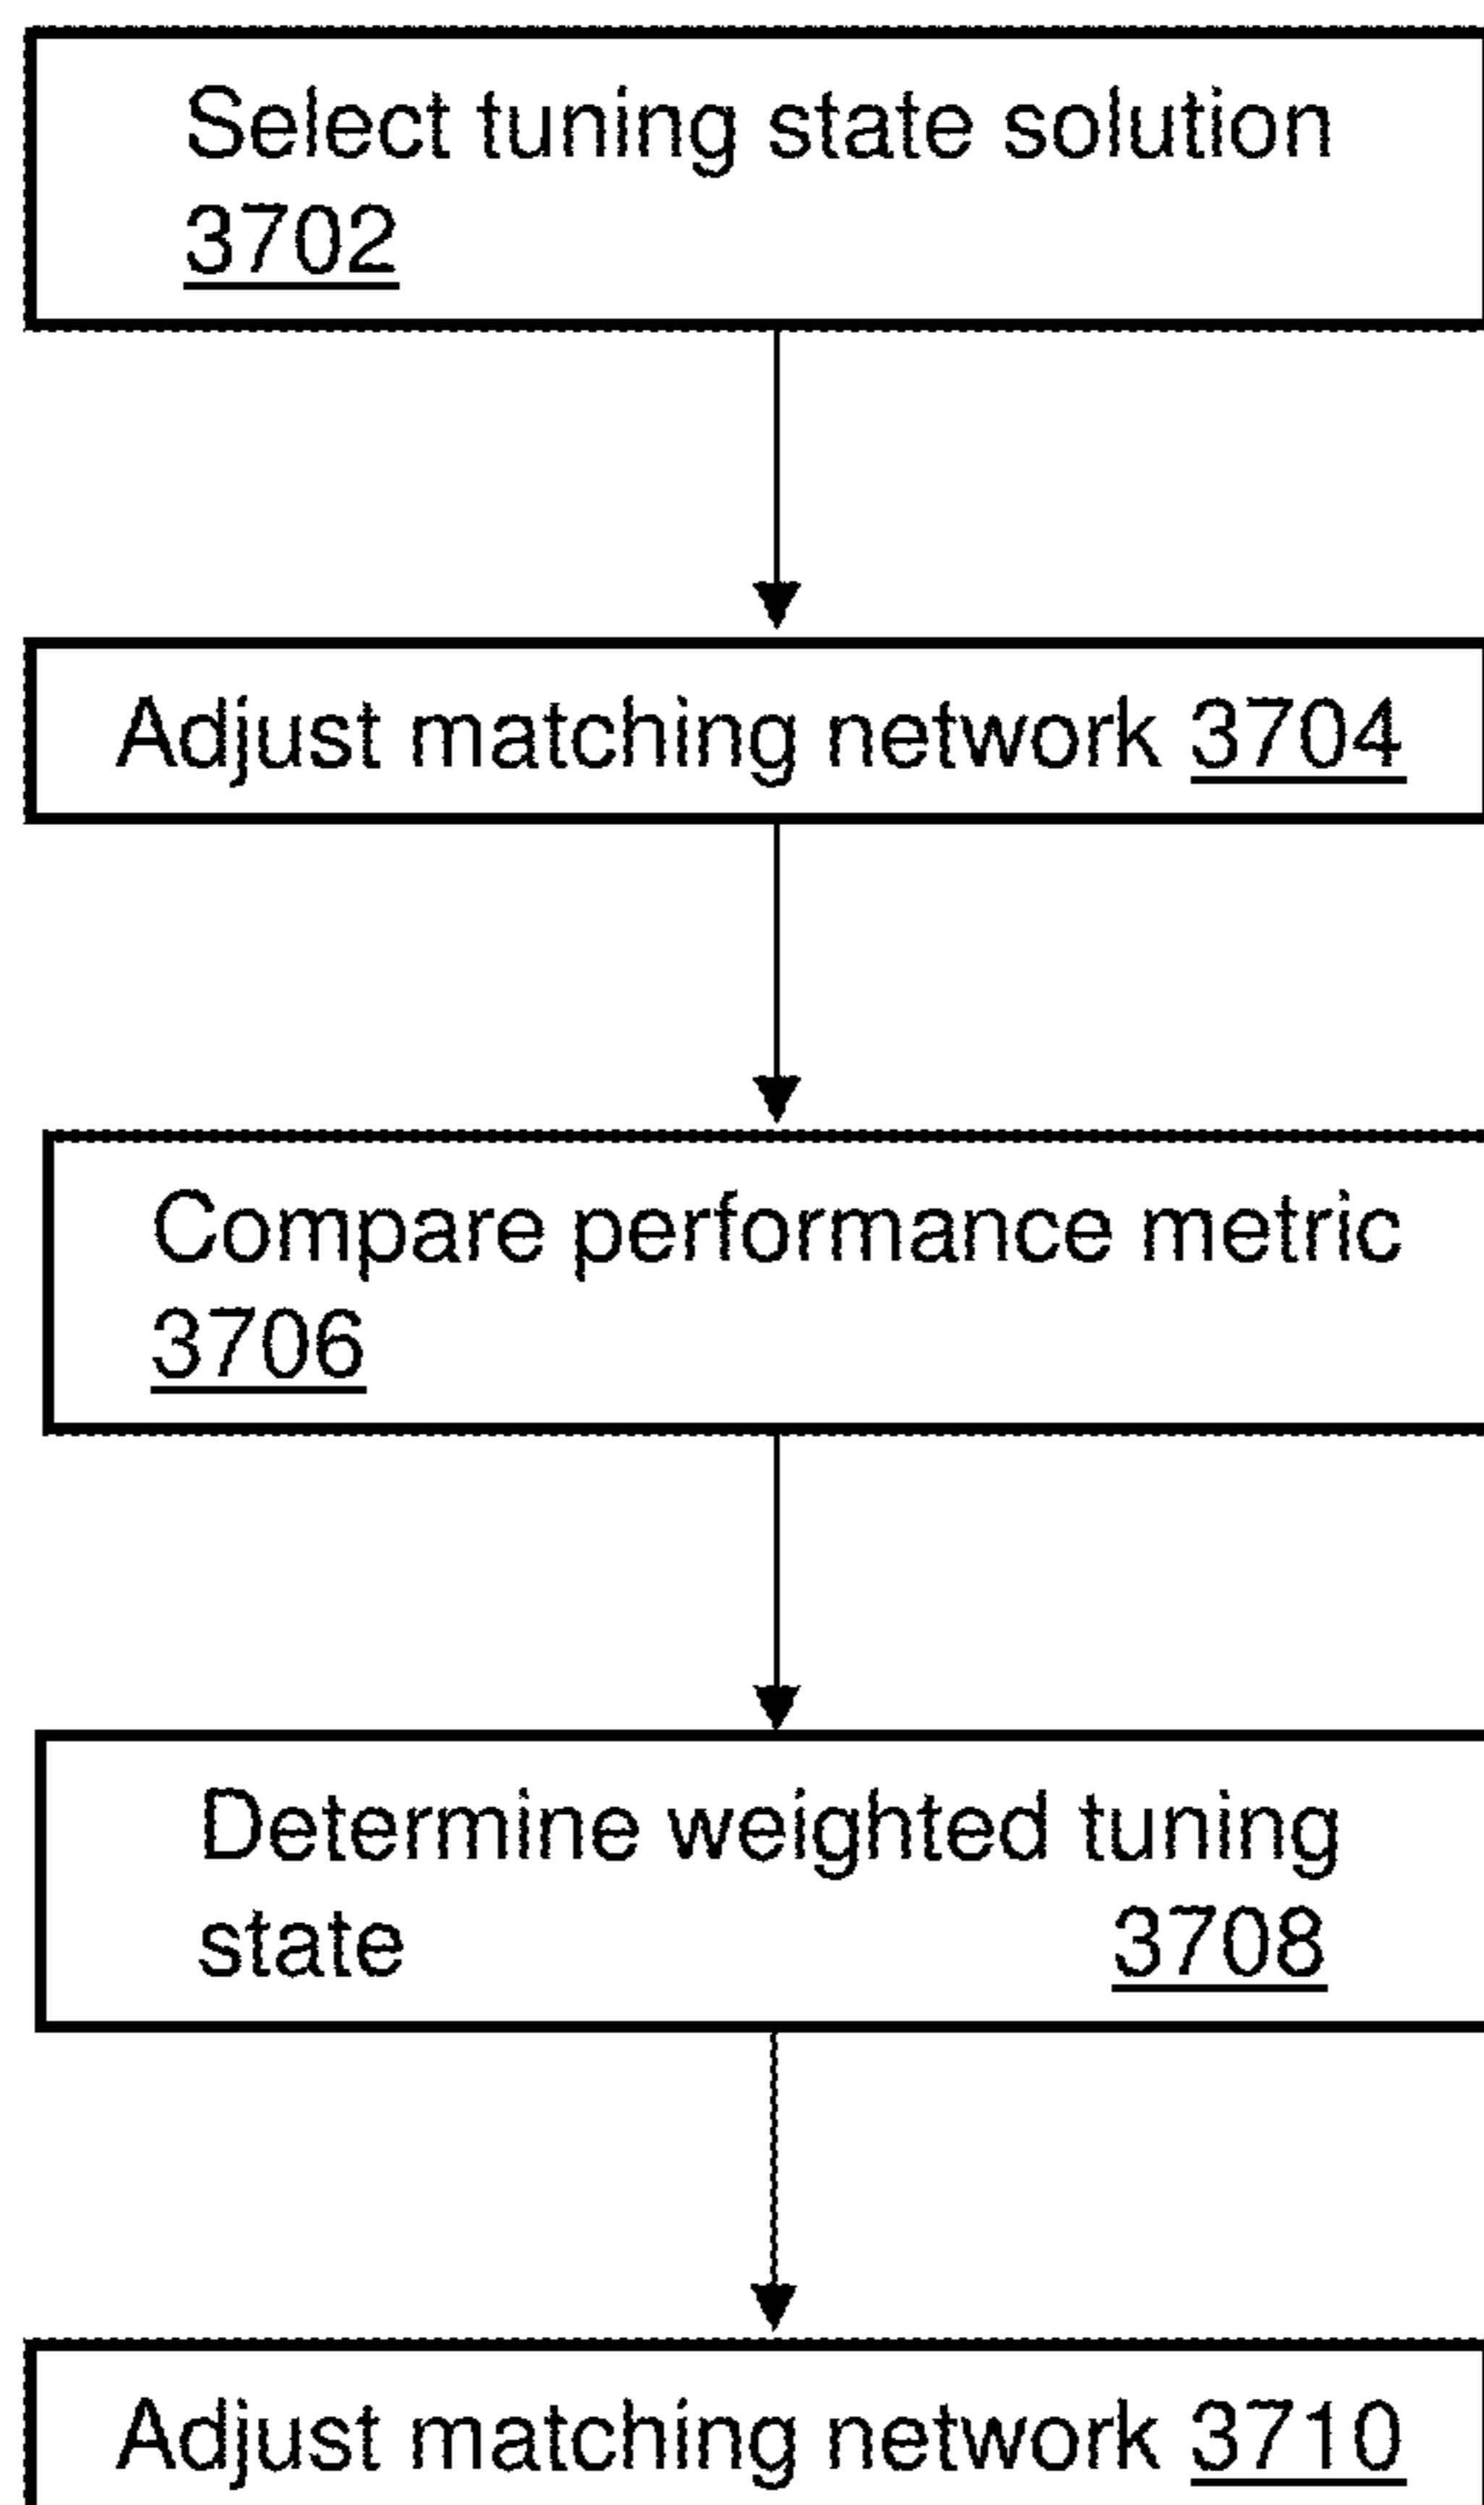 Select tuning state solution
3702
Adjust matching network 3704
Compare performance metric
3706
Determine weighted tuning
state 3708
Adjust matching network 3710